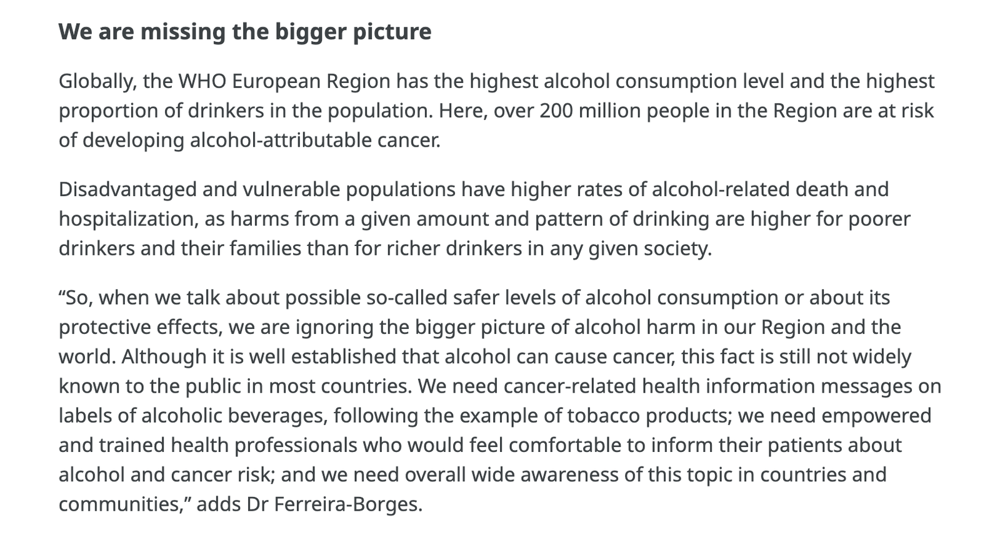 We are missing the bigger picture
Globally, the WHO European Region has the highest alcohol consumption level and the highest
proportion of drinkers in the population. Here, over 200 million people in the Region are at risk
of developing alcohol-attributable cancer.
Disadvantaged and vulnerable populations have higher rates of alcohol-related death and
hospitalization, as harms from a given amount and pattern of drinking are higher for poorer
drinkers and their families than for richer drinkers in any given society.
“So, when we talk about possible so-called safer levels of alcohol consumption or about its
protective effects, we are ignoring the bigger picture of alcohol harm in our Region and the
world. Although it is well established that alcohol can cause cancer, this fact is still not widely
known to the public in most countries. We need cancer-related health information messages on
labels of alcoholic beverages, following the example of tobacco products; we need empowered
and trained health professionals who would feel comfortable to inform their patients about
alcohol and cancer risk; and we need overall wide awareness of this topic in countries and
communities,” adds Dr Ferreira-Borges.